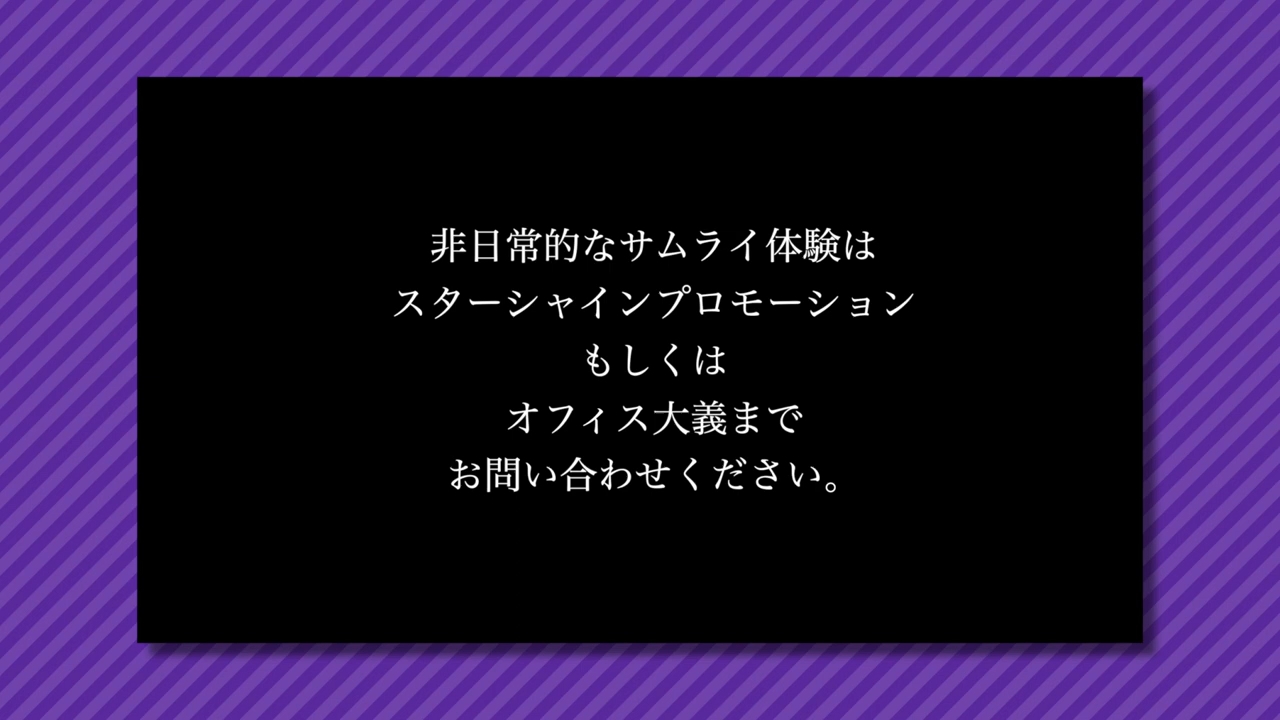 非日常的なサムライ体験は
スターシャインプロモーション
もしくは
オフィス大義まで
お問い合わせください。